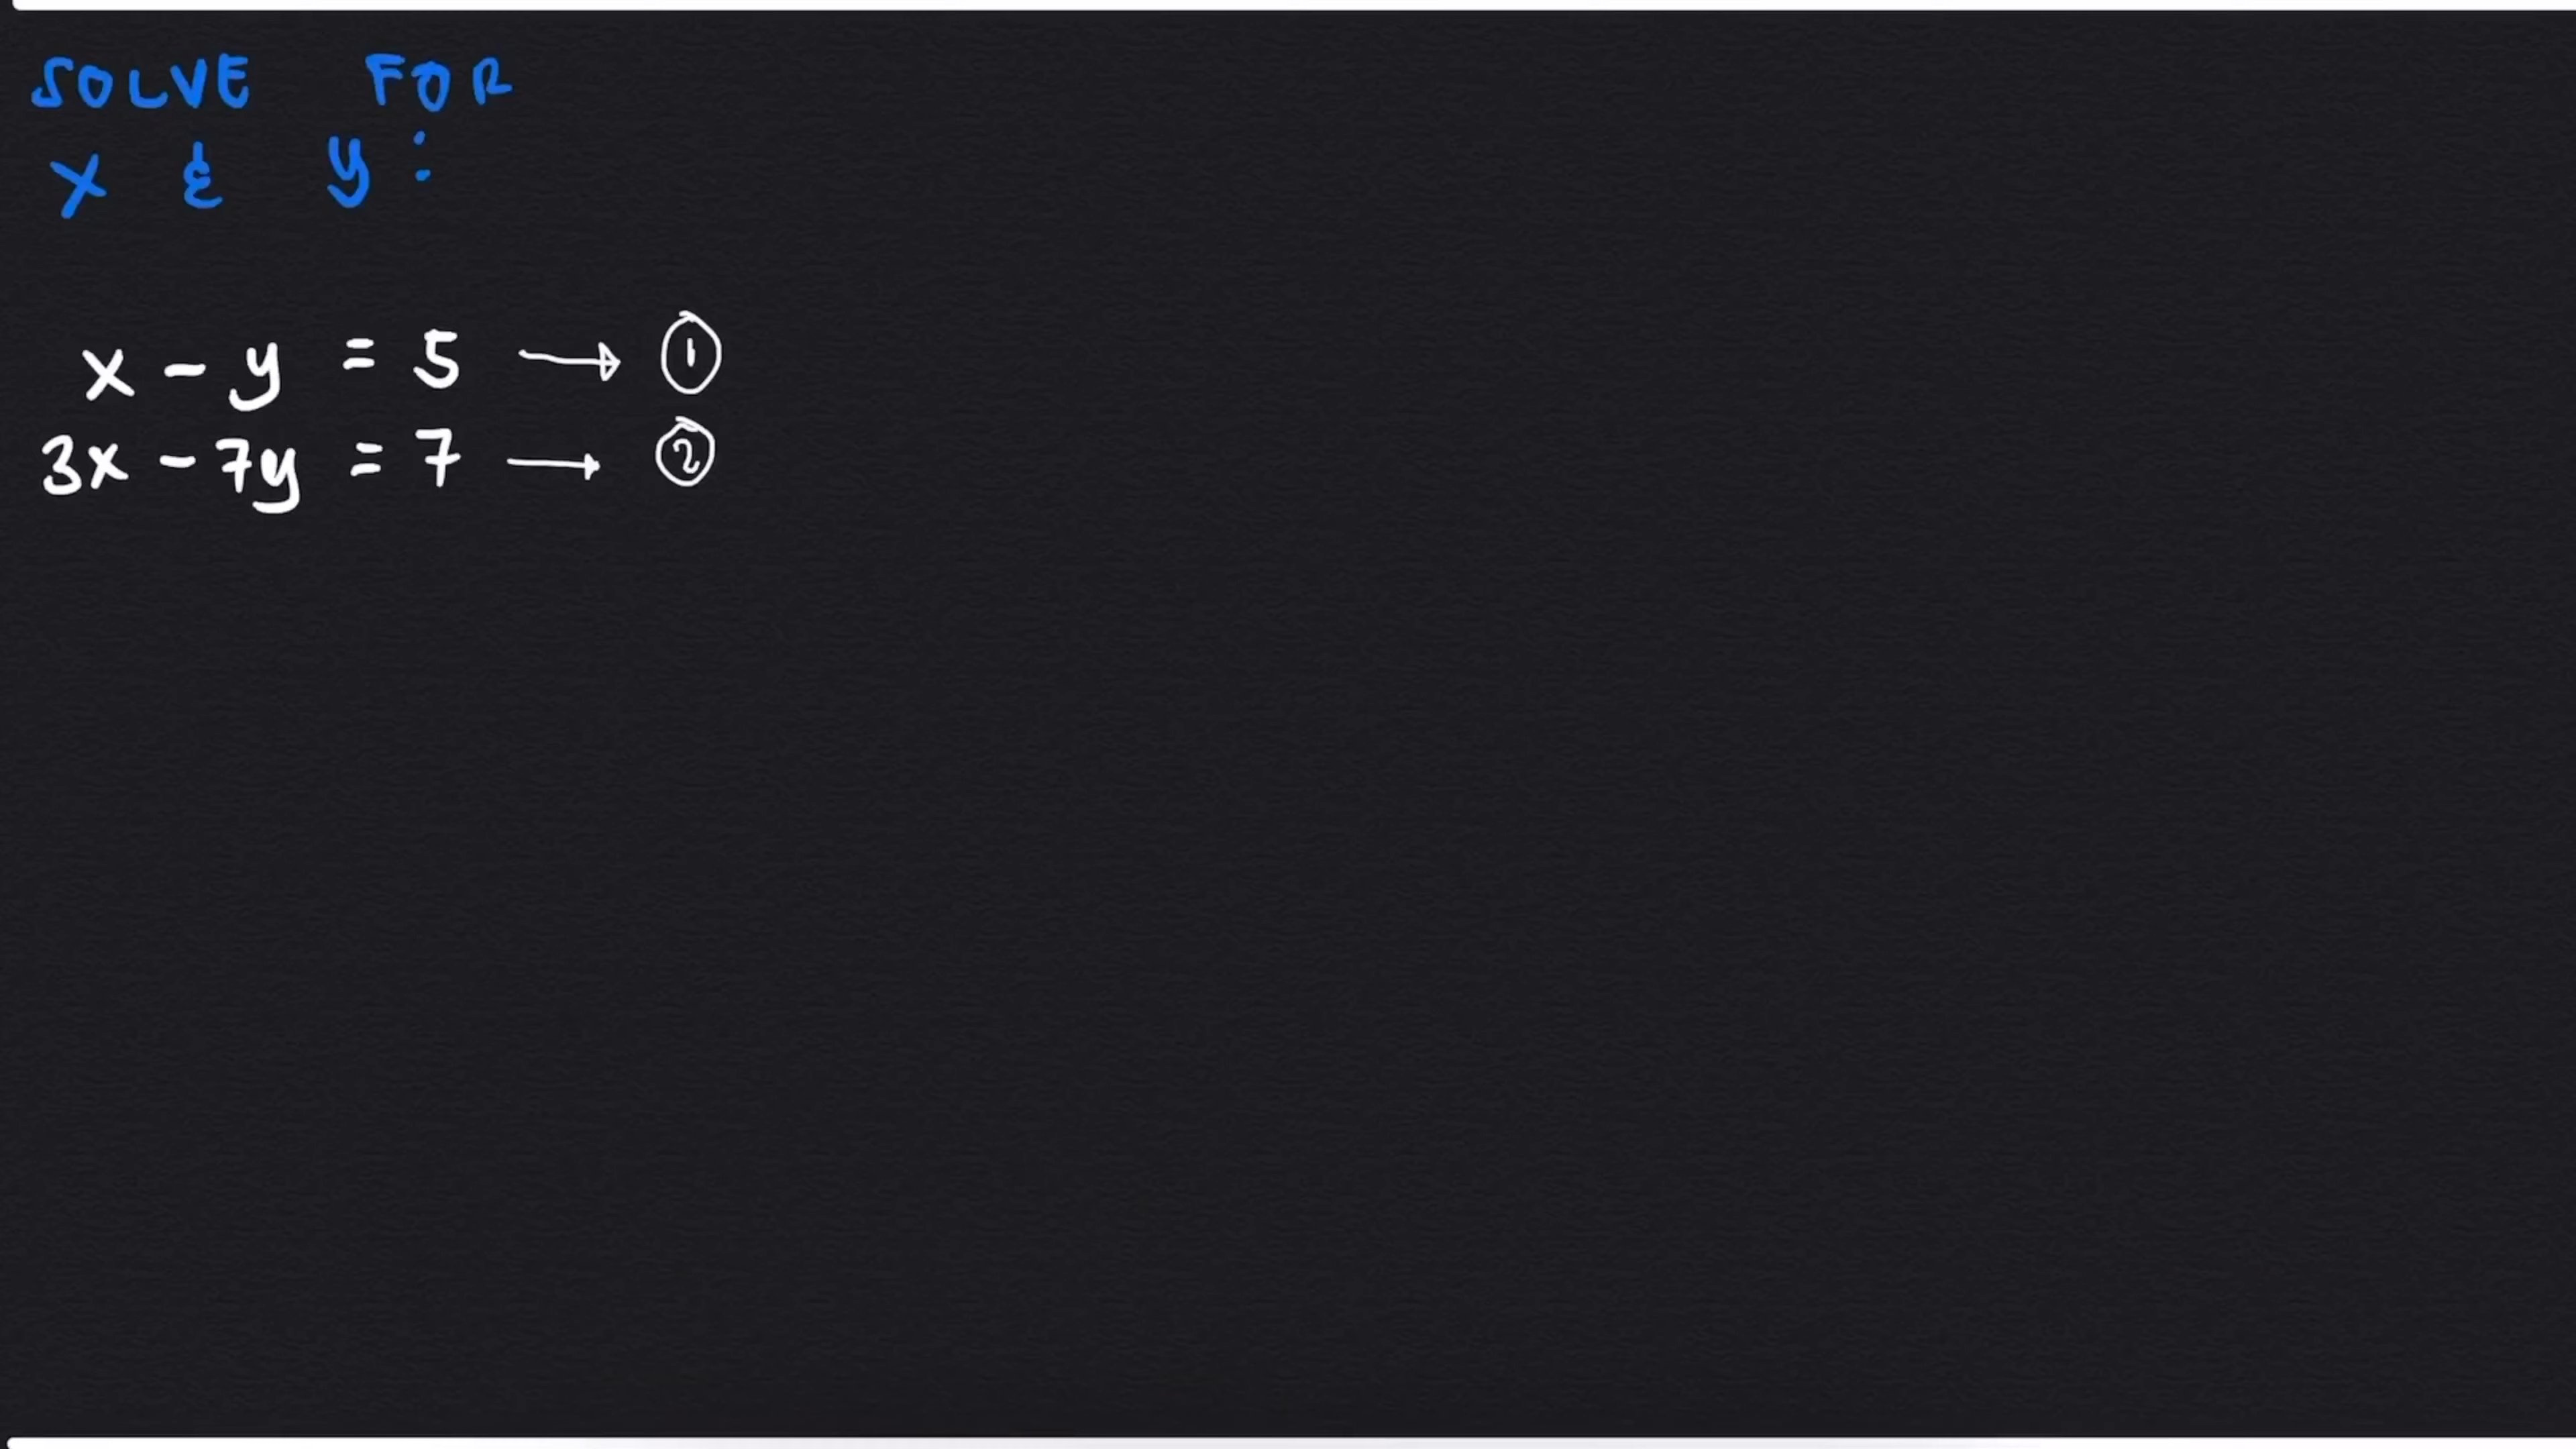 SOLVE FOR
x & y:
x - y = 5 → ①
3x - 7y = 7 → ②